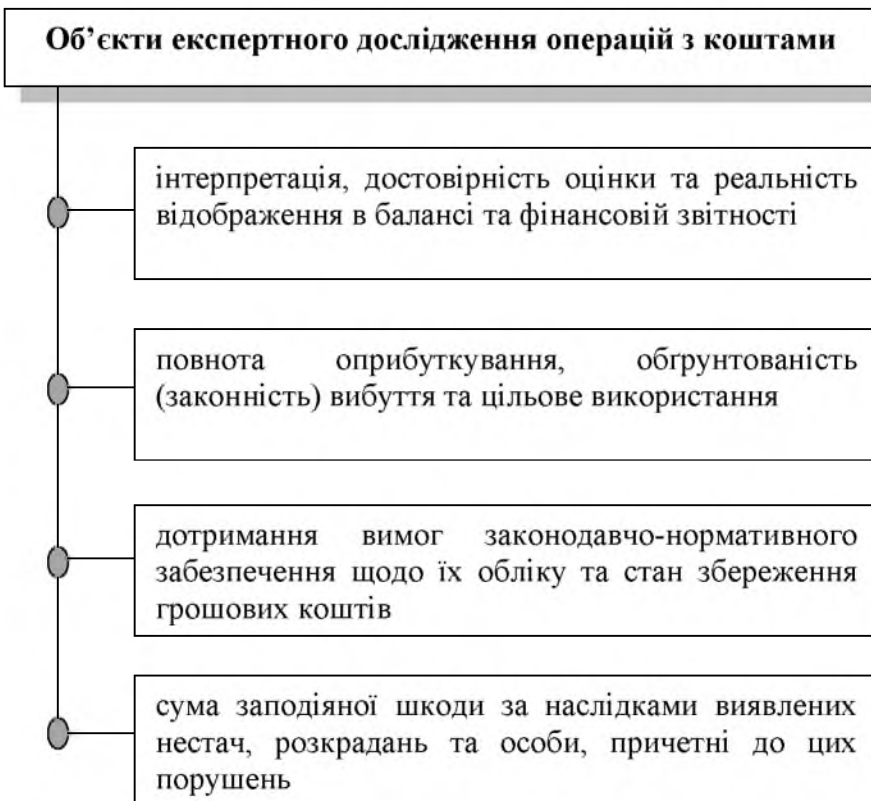 Об’єкти експертного дослідження операцій з коштами
інтерпретація, достовірність оцінки та реальність
відображення в балансі та фінансовій звітності
повнота оприбуткування, обґрунтованість
(законність) вибуття та цільове використання
дотримання вимог законодавчо-нормативного
забезпечення щодо їх обліку та стан збереження
грошових коштів
сума заподіяної шкоди за наслідками виявлених
нестач, розкрадань та особи, причетні до цих
порушень